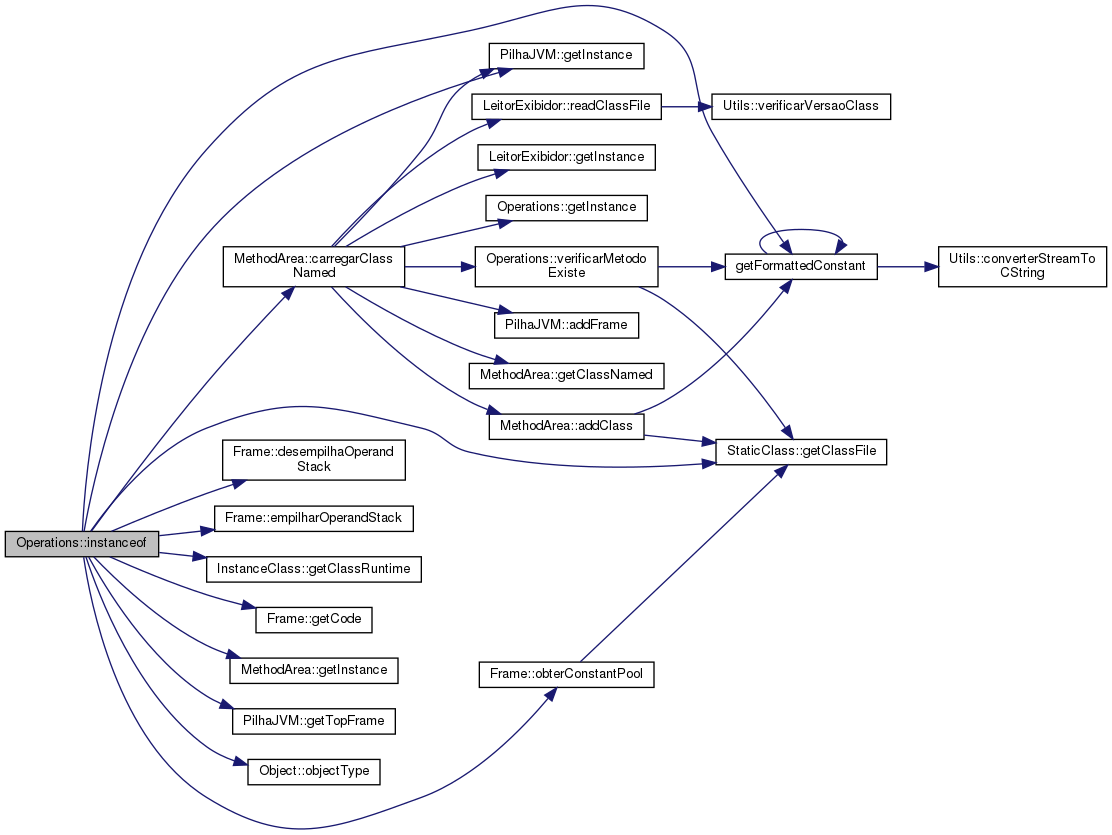 PilhaJVM::getInstance
LeitorExibidor::readClassFile
Utils::verificarVersaoClass
LeitorExibidor::getInstance
Operations::getInstance
MethodArea::carregarClass
Named
Operations::verificarMetodo
Existe
getFormattedConstant
Utils::converterStreamTo
CString
PilhaJVM::addFrame
MethodArea::getClassNamed
MethodArea::addClass
Frame::desempilhaOperand
Stack
StaticClass::getClassFile
Frame::empilharOperandStack
Operations::instanceof
InstanceClass::getClassRuntime
Frame::getCode
MethodArea::getInstance
Frame::obterConstantPool
PilhaJVM::getTopFrame
Object::objectType